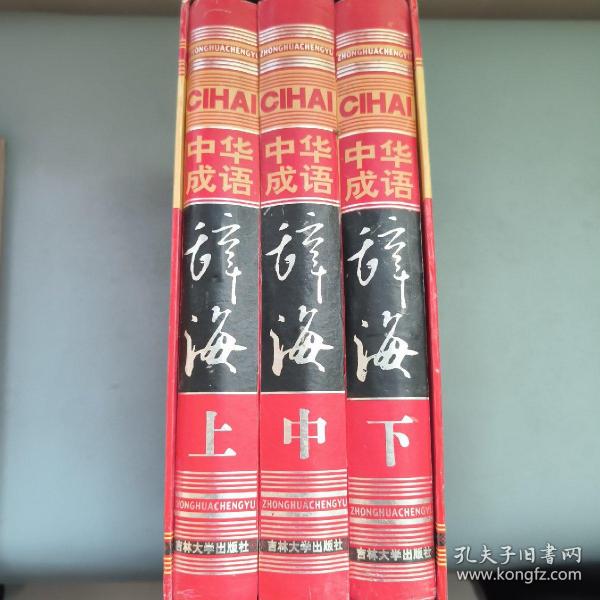 ZHONGHUACHENGYU
CIHAI
中华
成语
辞海
上
ZHONGHUACHENGYU
吉林大学出版社
ZHONGHUACHENGYU
CIHAI
中华
成语
辞海
中
ZHONGHUACHENGYU
吉林大学出版社
ZHONGHUACHENGYU
CIHAI
中华
成语
辞海
下
ZHONGHUACHENGYU
吉林大学出版社
孔夫子旧书网
www.kongfz.com